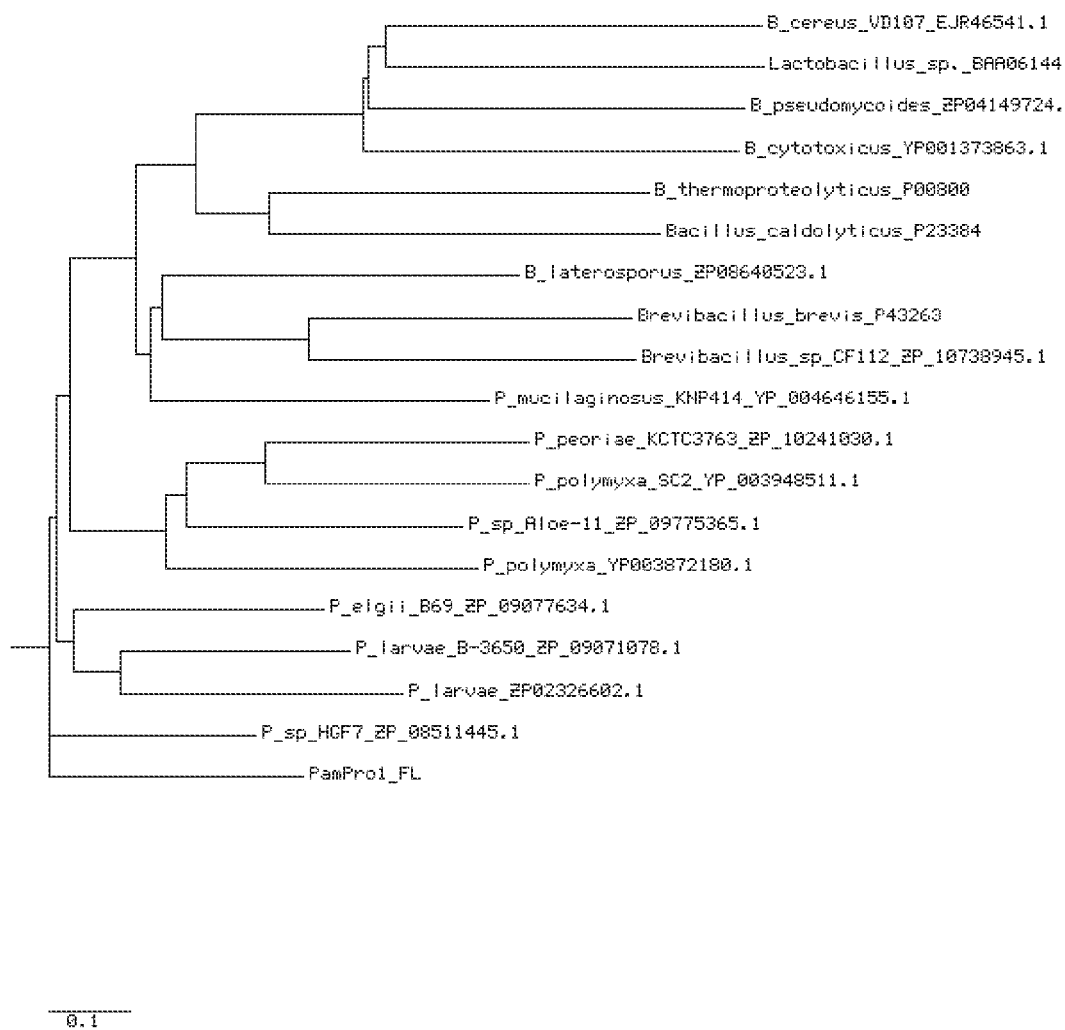 B_cereus_VD107_EJR46541.1
Lactobacillus_sp._BAA06144
B_pseudomycoides_ZP04149724.
B_cytotoxicus_YP001373863.1
B_thermoproteolyticus_P00800
Bacillus_caldolyticus_P23384
B_laterosporus_ZP08640523.1
Brevibacillus_brevis_P43263
Brevibacillus_sp_CF112_ZP_10738945.1
P_mucilaginosus_KNP414_YP_004646155.1
P_peoriae_KCTC3763_ZP_10241030.1
P_polymyxa_SC2_YP_003948511.1
P_sp_Aloe-11_ZP_09775365.1
P_polymyxa_YP003872180.1
P_elgii_B69_ZP_09077634.1
P_larvae_B-3650_ZP_09071078.1
P_larvae_ZP02326602.1
P_sp_HGF7_ZP_08511445.1
PamPro1_FL
0.1